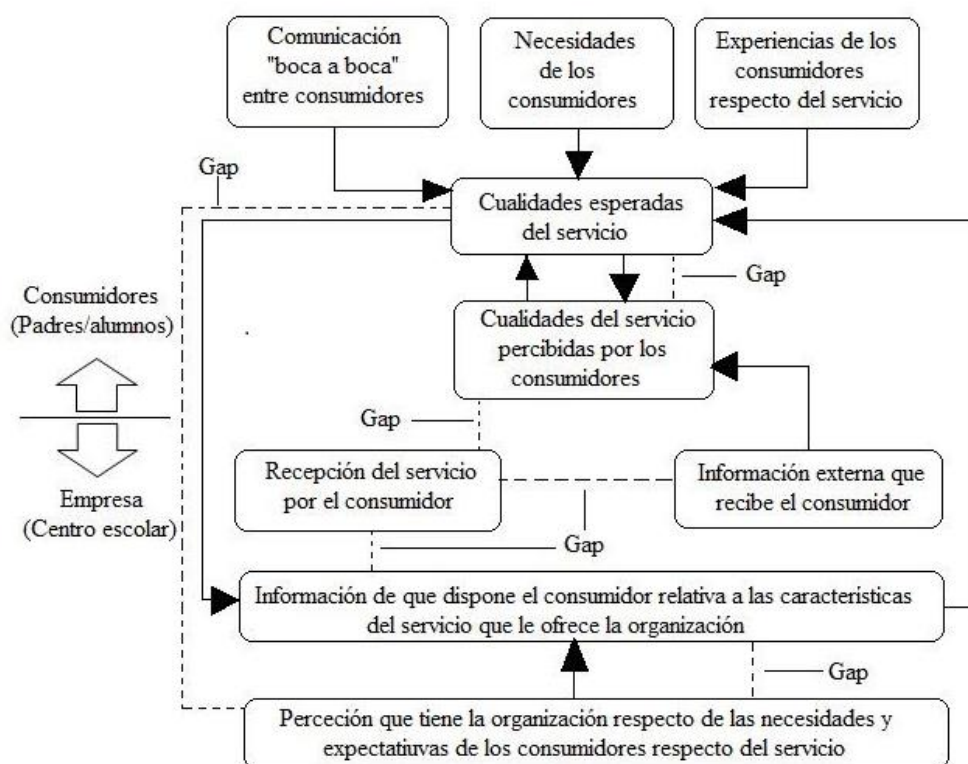 Comunicación
"boca a boca"
entre consumidores
Necesidades
de los
consumidores
Experiencias de los
consumidores
respecto del servicio
Gap
Cualidades esperadas
del servicio
Gap
Consumidores
(Padres/alumnos)
Cualidades del servicio
percibidas por los
consumidores
Gap
Recepción del servicio
por el consumidor
Información externa que
recibe el consumidor
Empresa
(Centro escolar)
Gap
Información de que dispone el consumidor relativa a las caracteristicas
del servicio que le ofrece la organización
Gap
Perceción que tiene la organización respecto de las necesidades y
expectatiuvas de los consumidores respecto del servicio